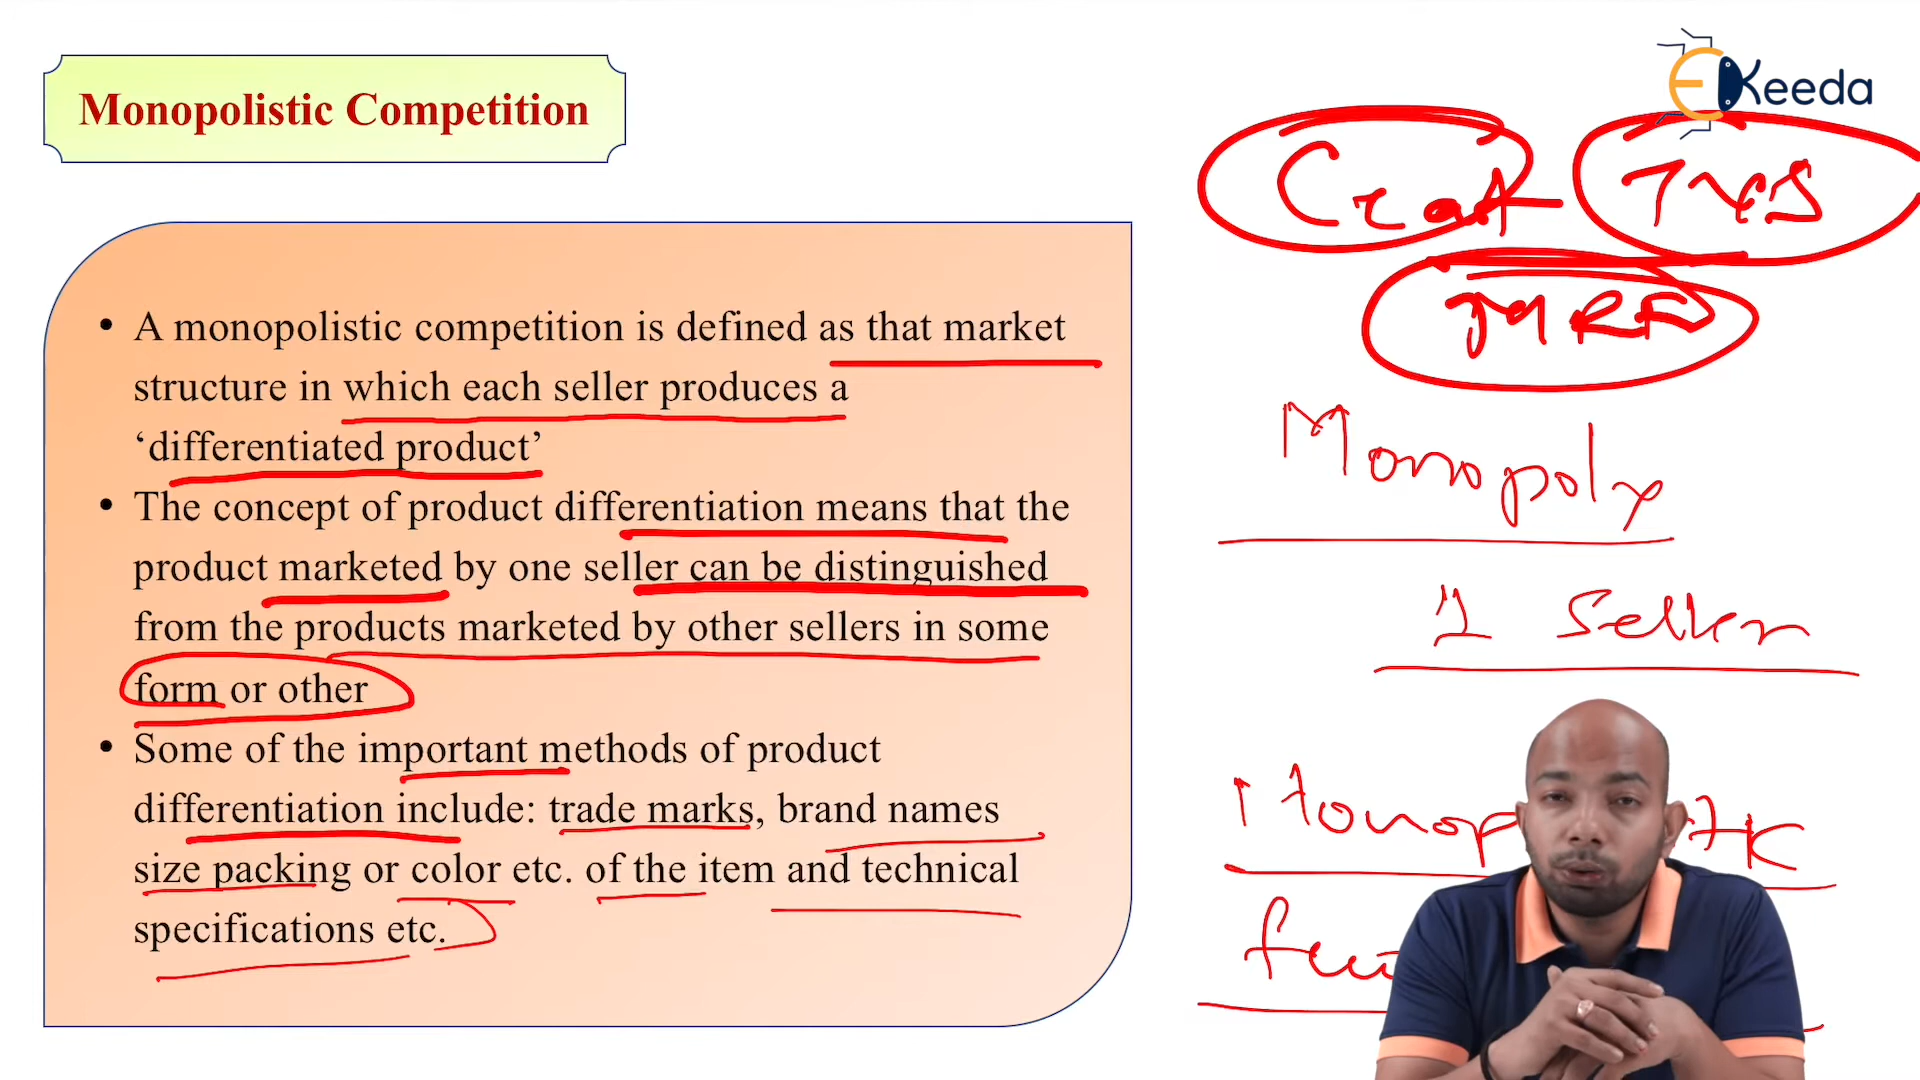 Monopolistic Competition
EKeeda
• A monopolistic competition is defined as that market
structure in which each seller produces a
‘differentiated product’
• The concept of product differentiation means that the
product marketed by one seller can be distinguished
from the products marketed by other sellers in some
form or other
• Some of the important methods of product
differentiation include: trade marks, brand names
size packing or color etc. of the item and technical
specifications etc.
Ceat
MRF
Monopoly
1 Seller